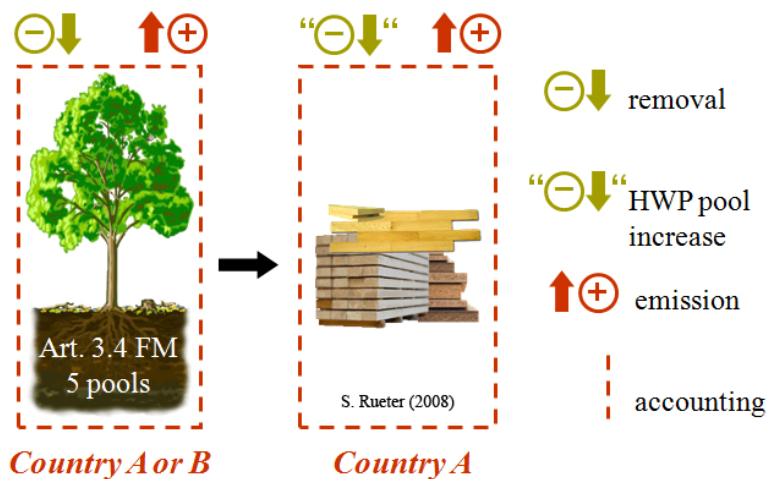 “ “
removal
“ “
HWP pool
increase
emission
Art. 3.4 FM
5 pools
S. Rueter (2008)
accounting
Country A or B
Country A